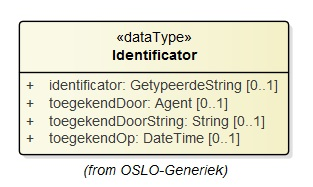 «dataType»
Identificator
+ identificator: GetypeerdeString [0..1]
+ toegekendDoor: Agent [0..1]
+ toegekendDoorString: String [0..1]
+ toegekendOp: DateTime [0..1]
(from OSLO-Generiek)